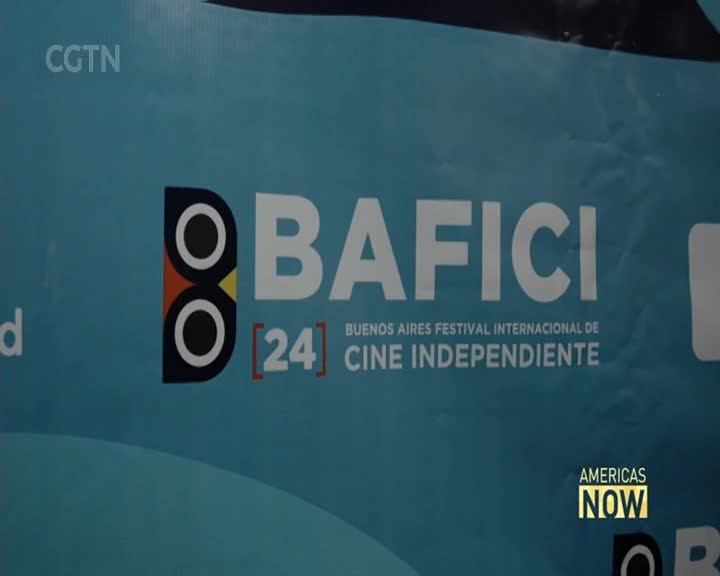 CGTN
BAFICI
[24]
BUENOS AIRES FESTIVAL INTERNACIONAL DE
CINE INDEPENDIENTE
d
AMERICAS
NOW
B